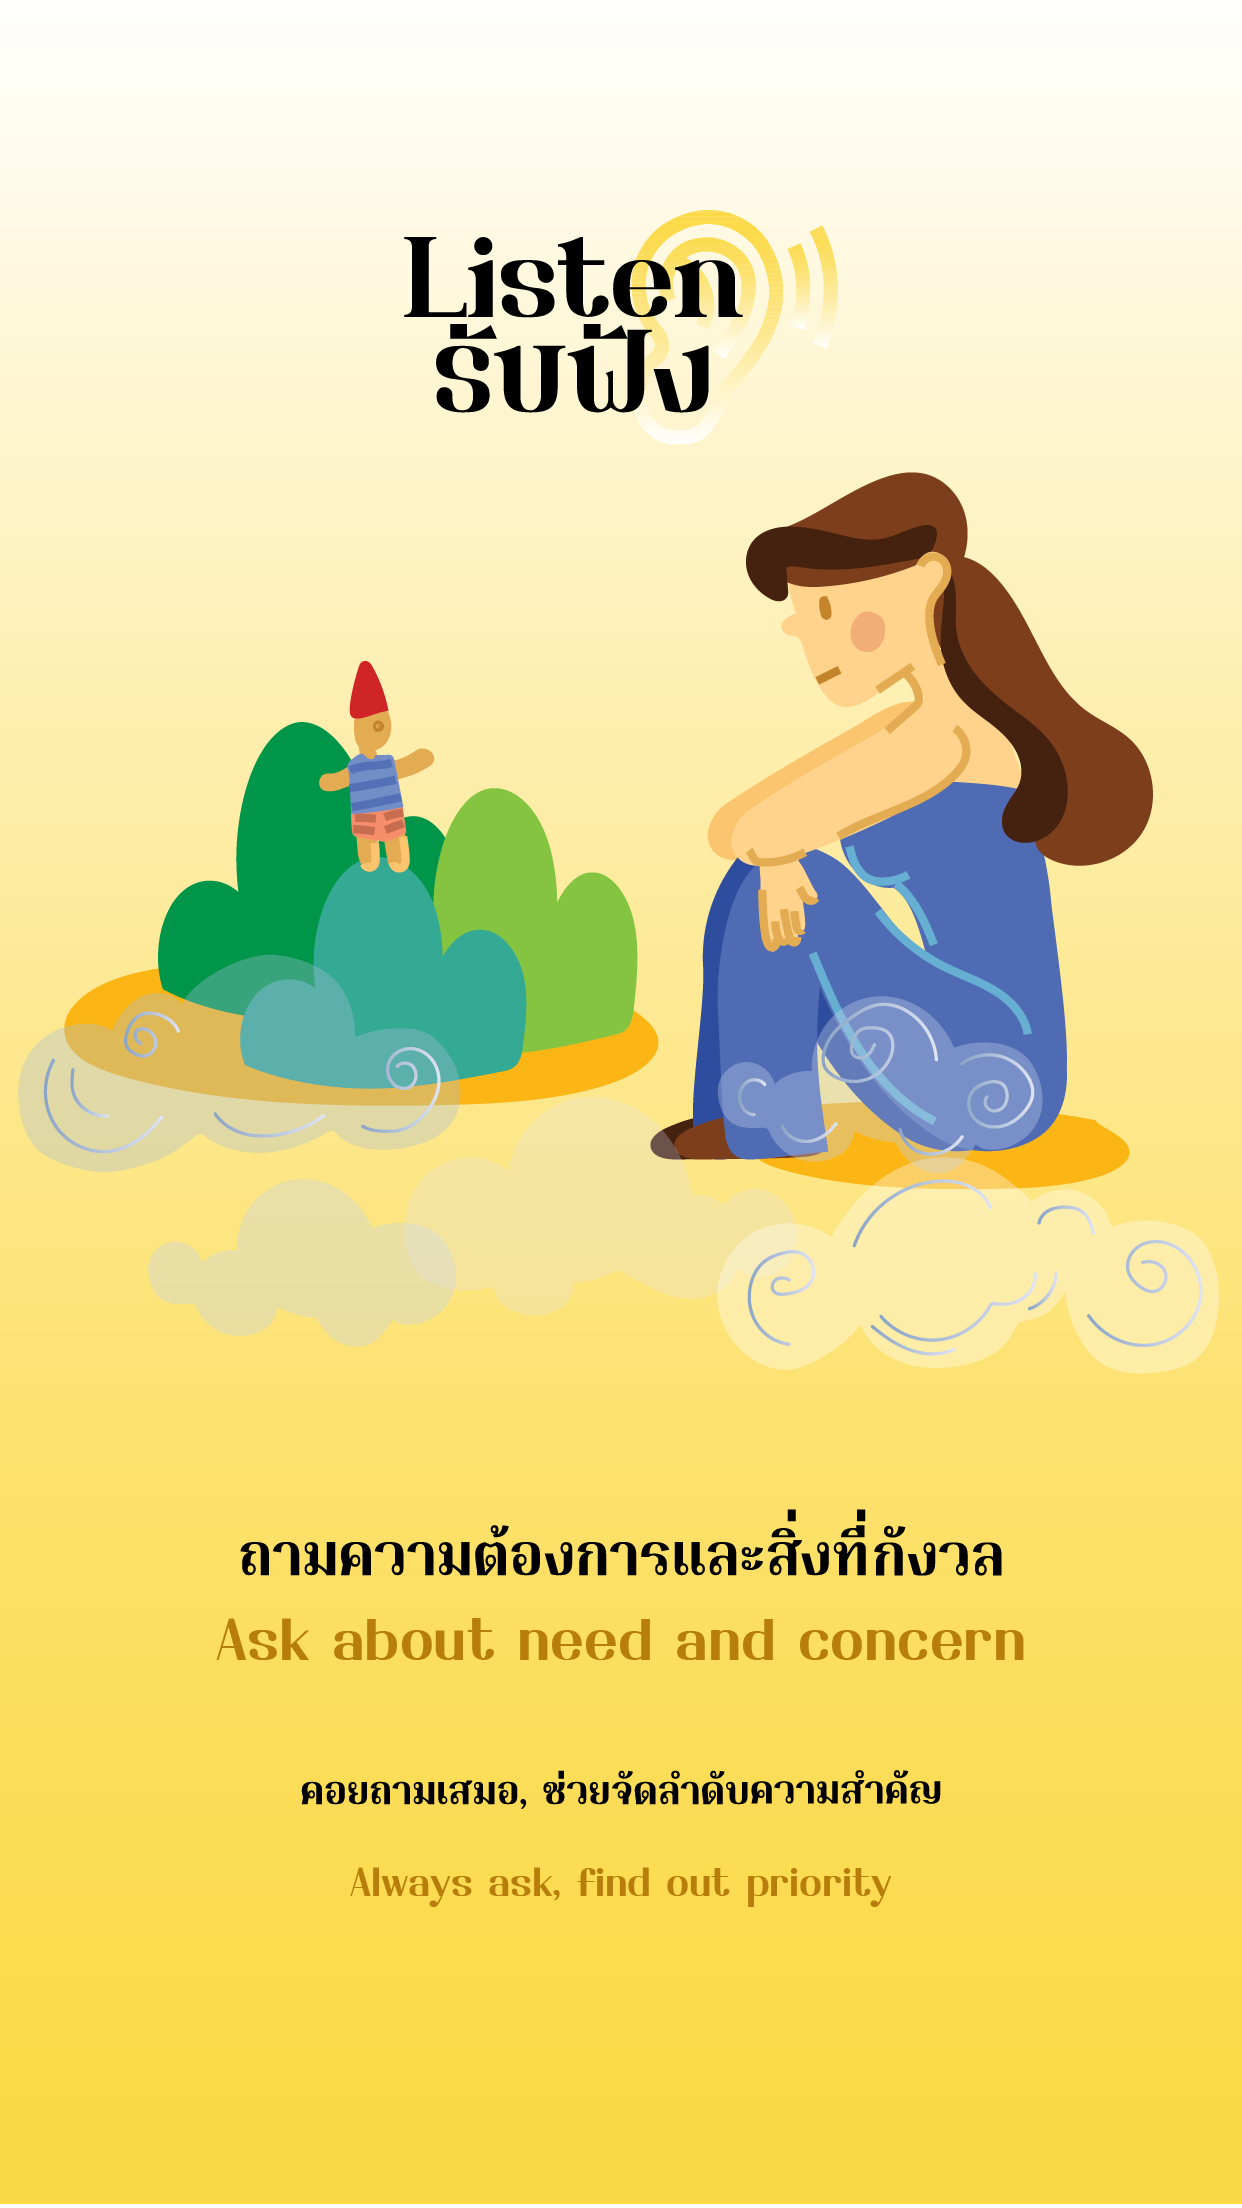 Listen
รับฟัง
ถามความต้องการและสิ่งที่กังวล
Ask about need and concern
คอยถามเสมอ, ช่วยจัดลำดับความสำคัญ
Always ask, find out priority